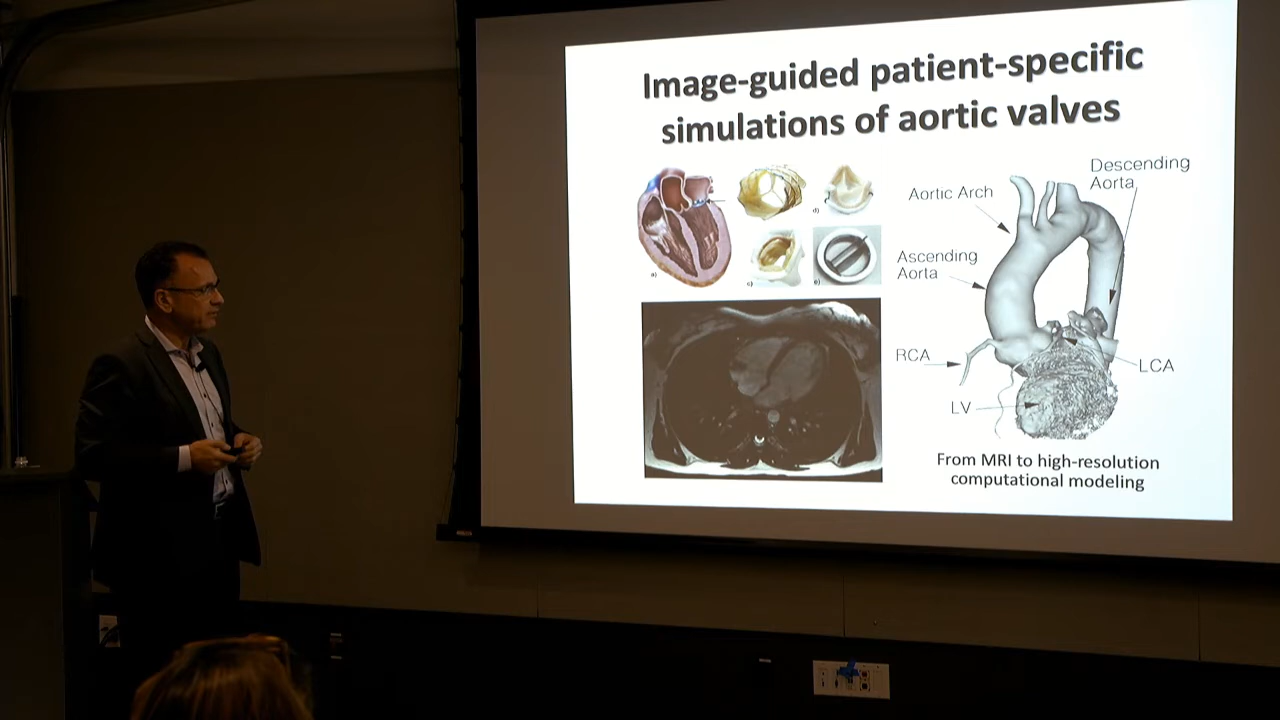 Image-guided patient-specific
simulations of aortic valves
Descending
Aorta
Aortic Arch
Ascending
Aorta
RCA
LCA
LV
a)
d)
c)
e)
From MRI to high-resolution
computational modeling